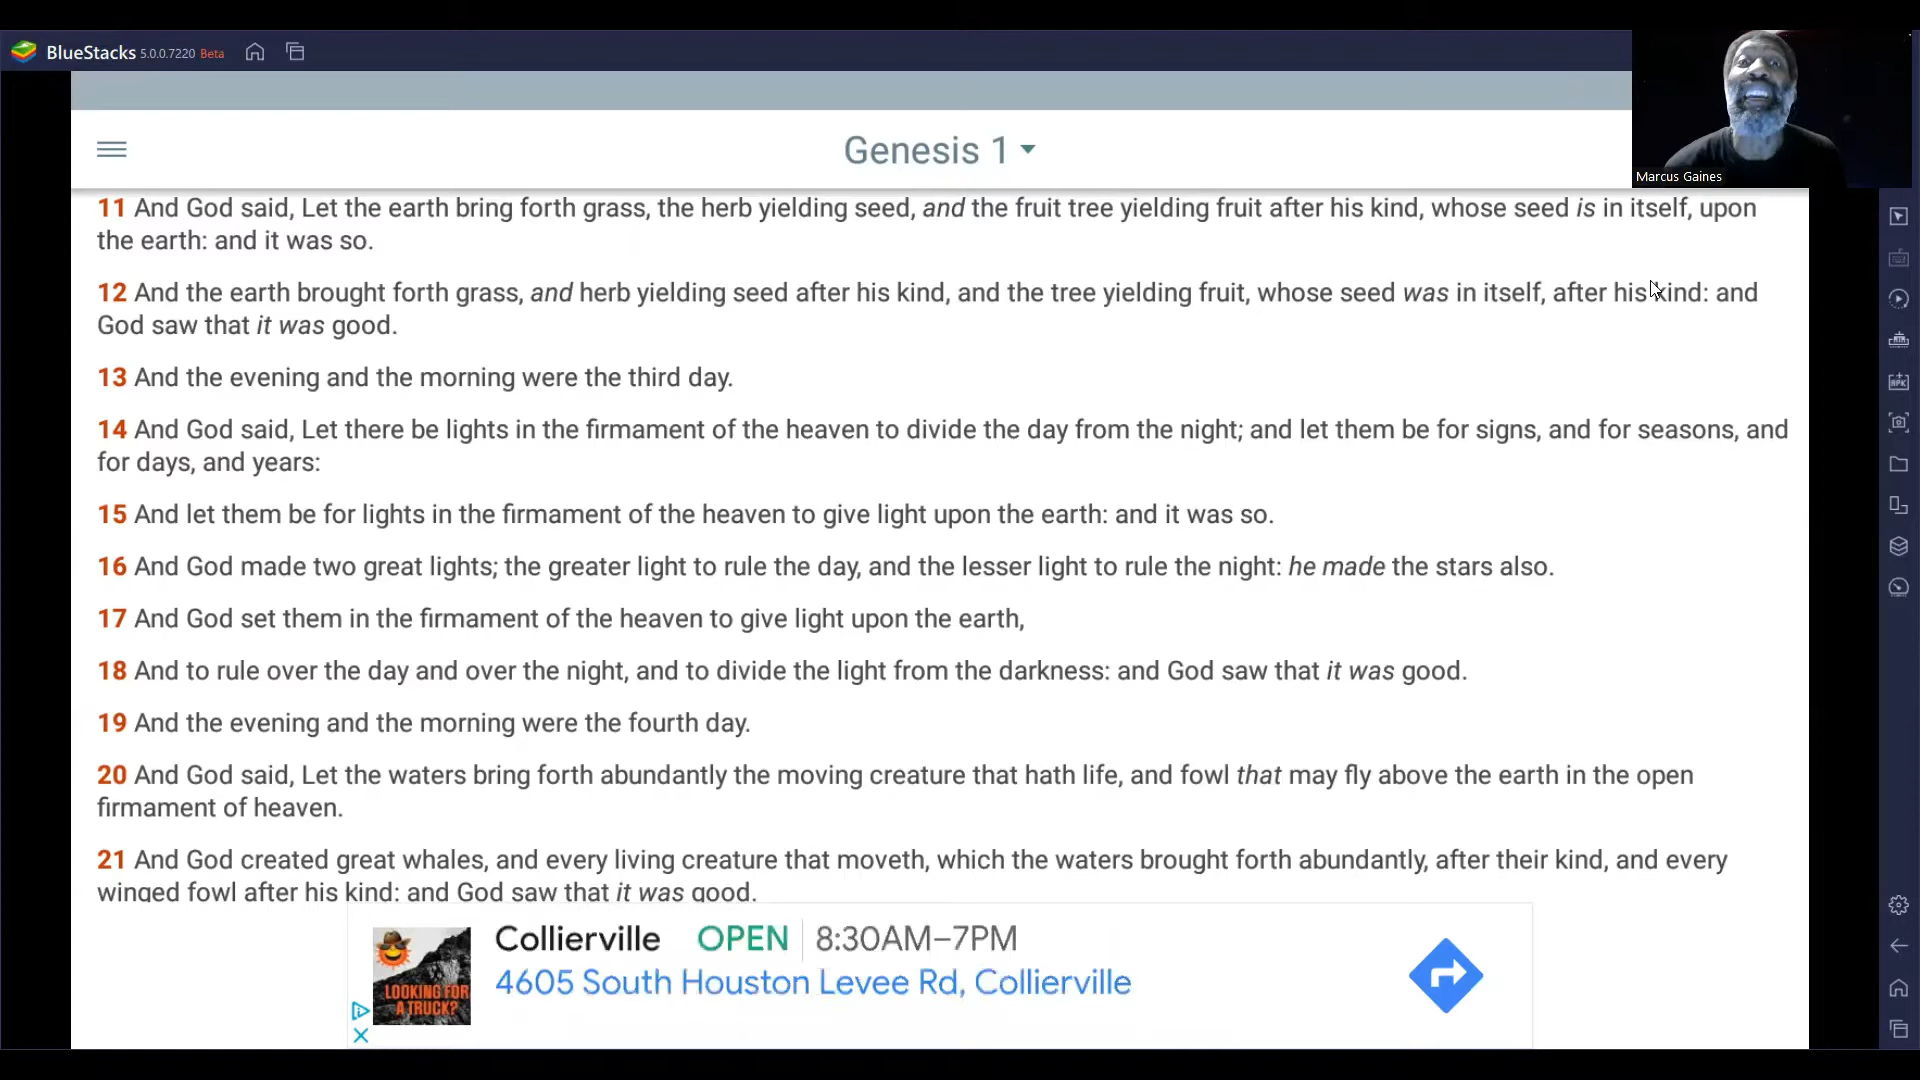 BlueStacks 5.0.0.7220 Beta
Marcus Gaines
Genesis 1
11 And God said, Let the earth bring forth grass, the herb yielding seed, and the fruit tree yielding fruit after his kind, whose seed is in itself, upon
the earth: and it was so.
12 And the earth brought forth grass, and herb yielding seed after his kind, and the tree yielding fruit, whose seed was in itself, after his kind: and
God saw that it was good.
13 And the evening and the morning were the third day.
14 And God said, Let there be lights in the firmament of the heaven to divide the day from the night; and let them be for signs, and for seasons, and
for days, and years:
15 And let them be for lights in the firmament of the heaven to give light upon the earth: and it was so.
16 And God made two great lights; the greater light to rule the day, and the lesser light to rule the night: he made the stars also.
17 And God set them in the firmament of the heaven to give light upon the earth,
18 And to rule over the day and over the night, and to divide the light from the darkness: and God saw that it was good.
19 And the evening and the morning were the fourth day.
20 And God said, Let the waters bring forth abundantly the moving creature that hath life, and fowl that may fly above the earth in the open
firmament of heaven.
21 And God created great whales, and every living creature that moveth, which the waters brought forth abundantly, after their kind, and every
winged fowl after his kind: and God saw that it was good.
LOOKING FOR
A TRUCK?
Collierville OPEN 8:30AM–7PM
4605 South Houston Levee Rd, Collierville
APK